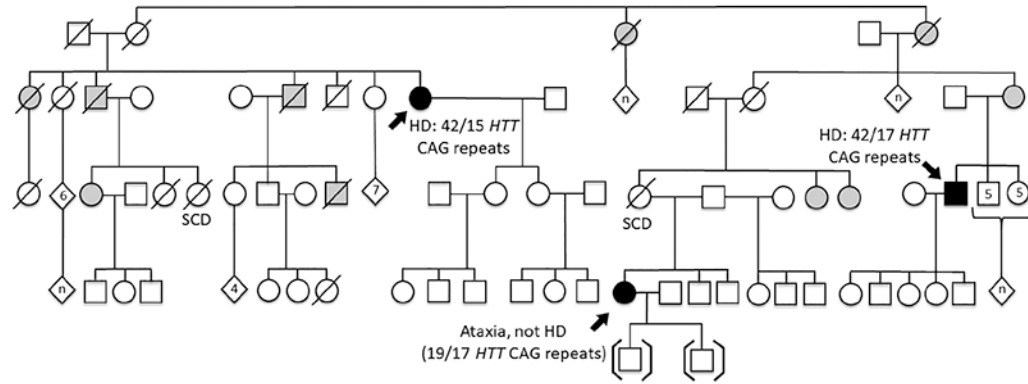 n
n
HD: 42/15 HTT
CAG repeats
HD: 42/17 HTT
CAG repeats
6
7
5
5
SCD
SCD
n
4
n
Ataxia, not HD
(19/17 HTT CAG repeats)